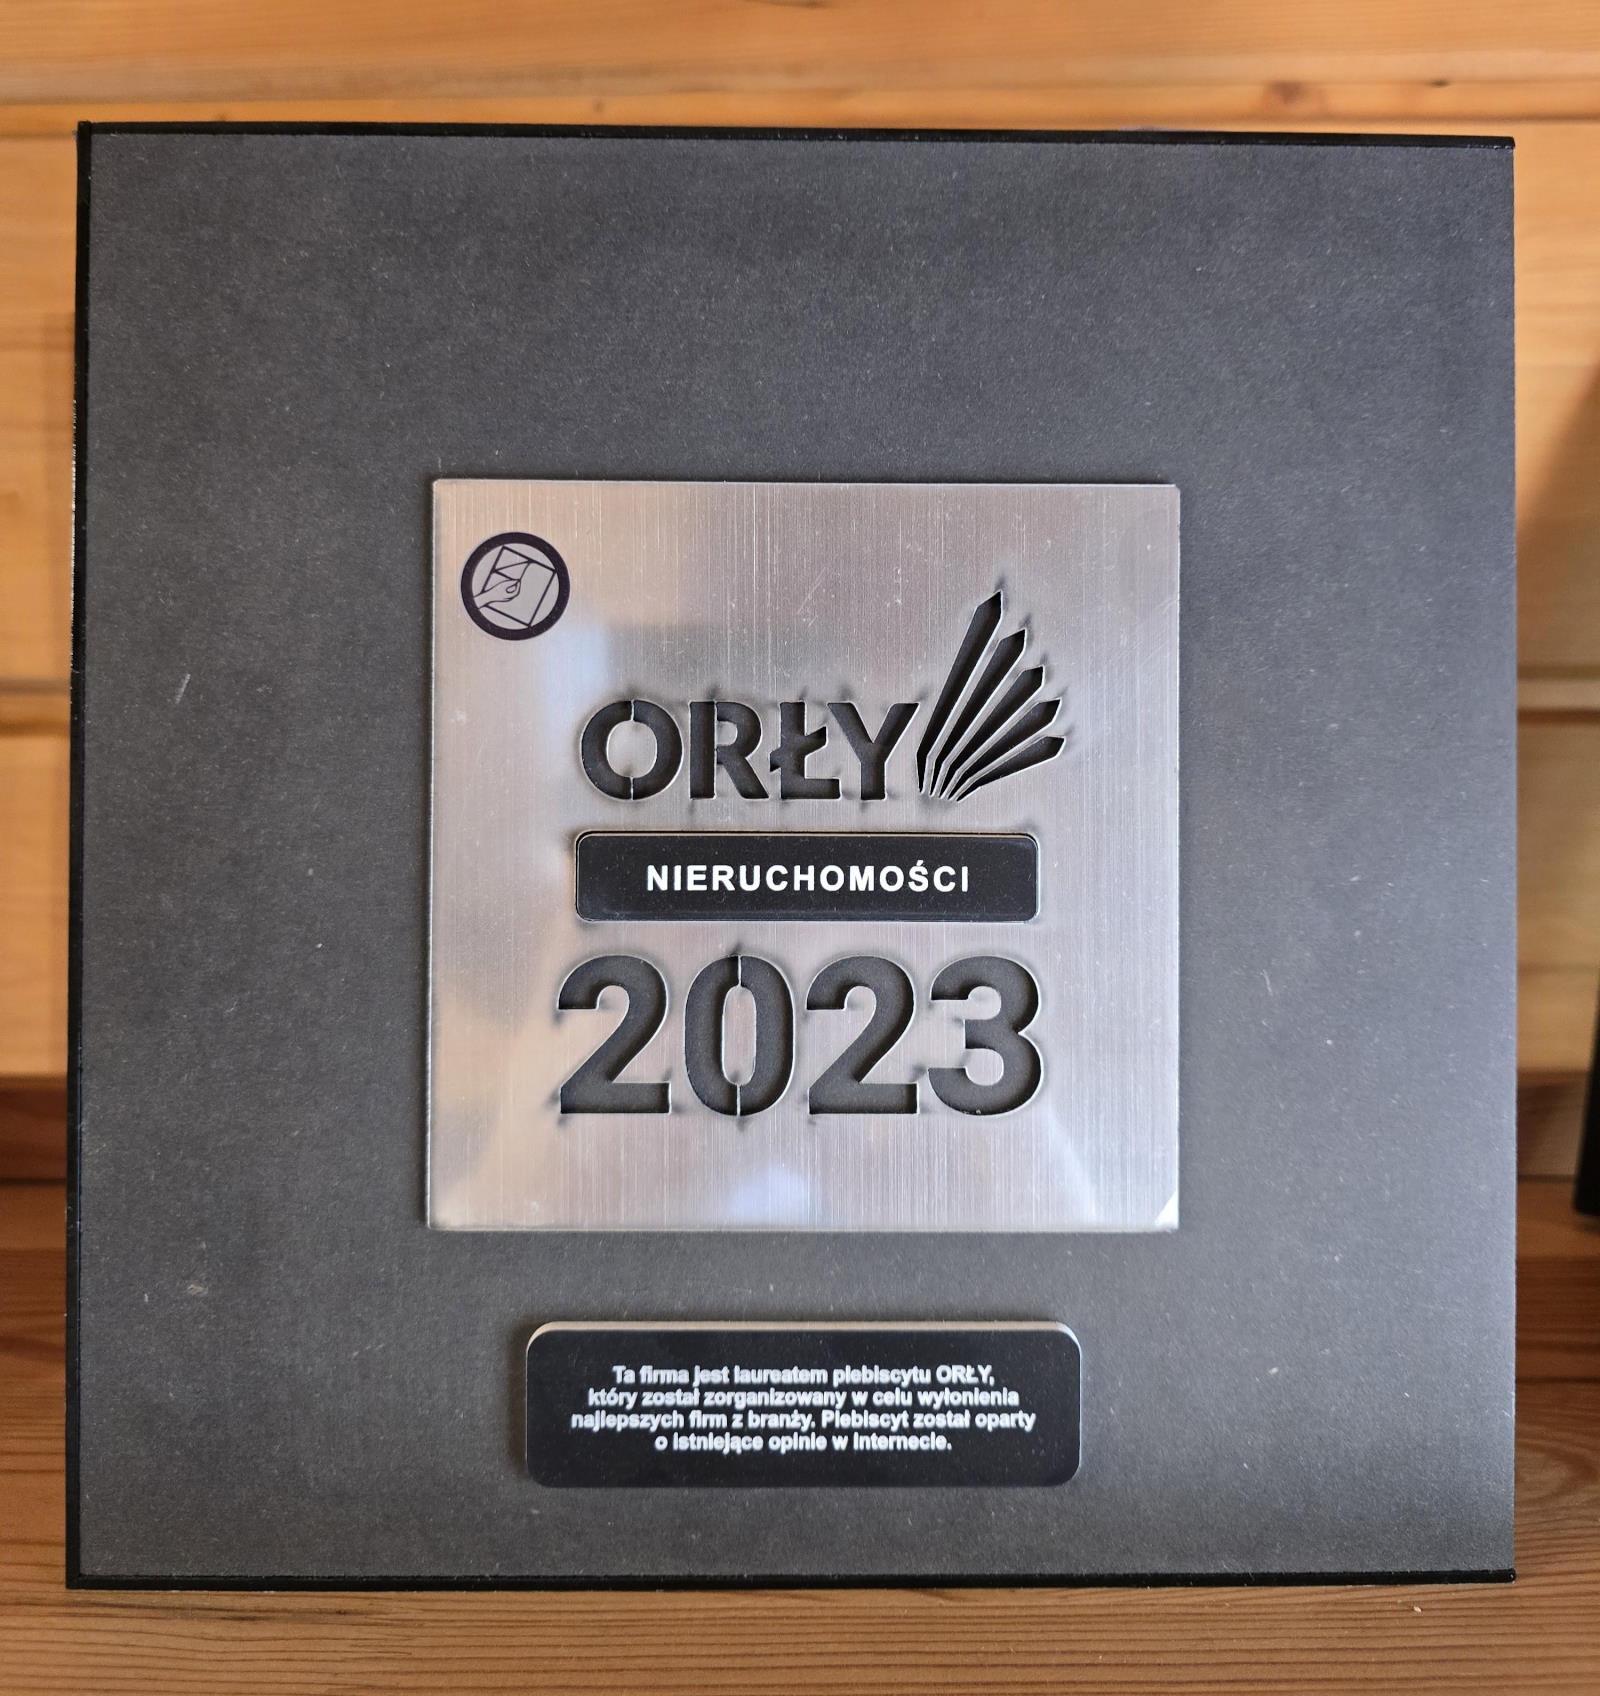 ORŁY
NIERUCHOMOŚCI
2023
Ta firma jest laureatem plebiscytu ORŁY,
który został zorganizowany w celu wyłonienia
najlepszych firm z branży. Plebiscyt został oparty
o istniejące opinie w Internecie.